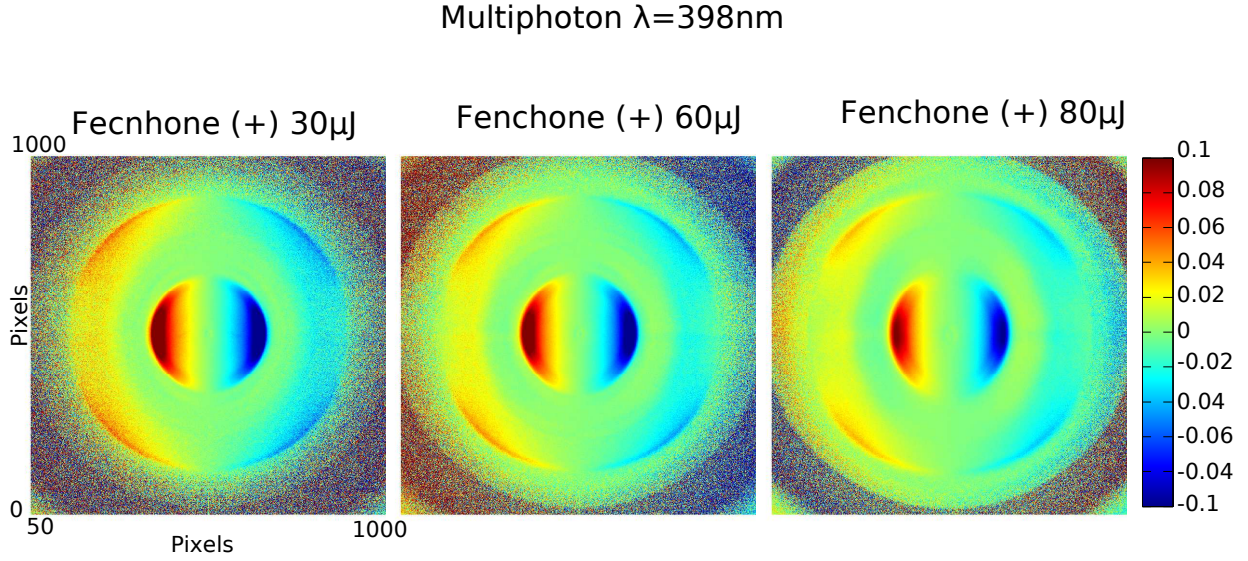 Multiphoton λ=398nm
Fecnhone (+) 30μJ
Fenchone (+) 60μJ
Fenchone (+) 80μJ
1000
Pixels
0
50
Pixels
1000
0.1
0.08
0.06
0.04
0.02
0
-0.02
0.04
-0.06
-0.04
-0.1